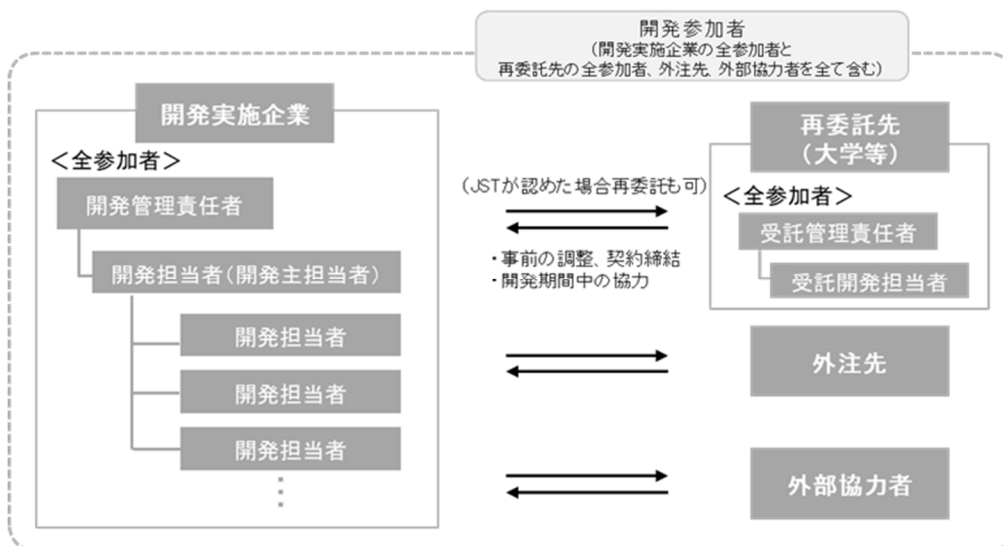 開発参加者
（開発実施企業の全参加者と
再委託先の全参加者、外注先、外部協力者を全て含む）
開発実施企業
＜全参加者＞
開発管理責任者
開発担当者（開発主担当者）
開発担当者
開発担当者
開発担当者
（JSTが認めた場合再委託も可）
・事前の調整、契約締結
・開発期間中の協力
再委託先
（大学等）
＜全参加者＞
受託管理責任者
受託開発担当者
外注先
外部協力者